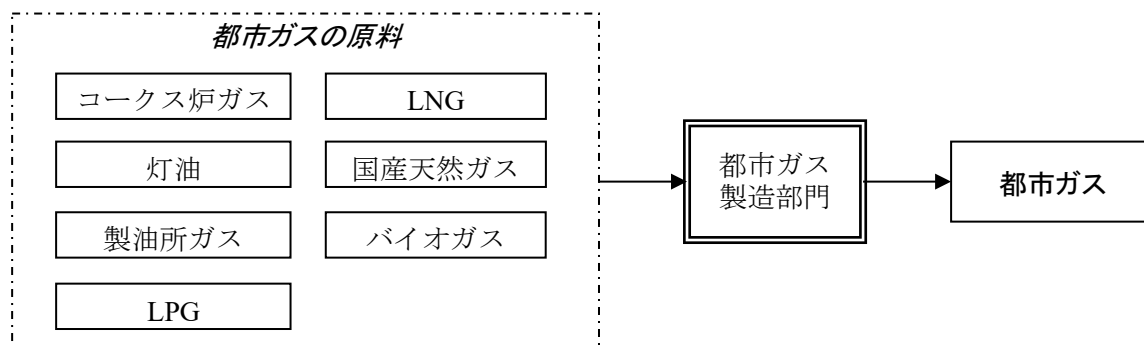 都市ガスの原料
コークス炉ガス
LNG
灯油
国産天然ガス
製油所ガス
バイオガス
LPG
都市ガス
製造部門
都市ガス